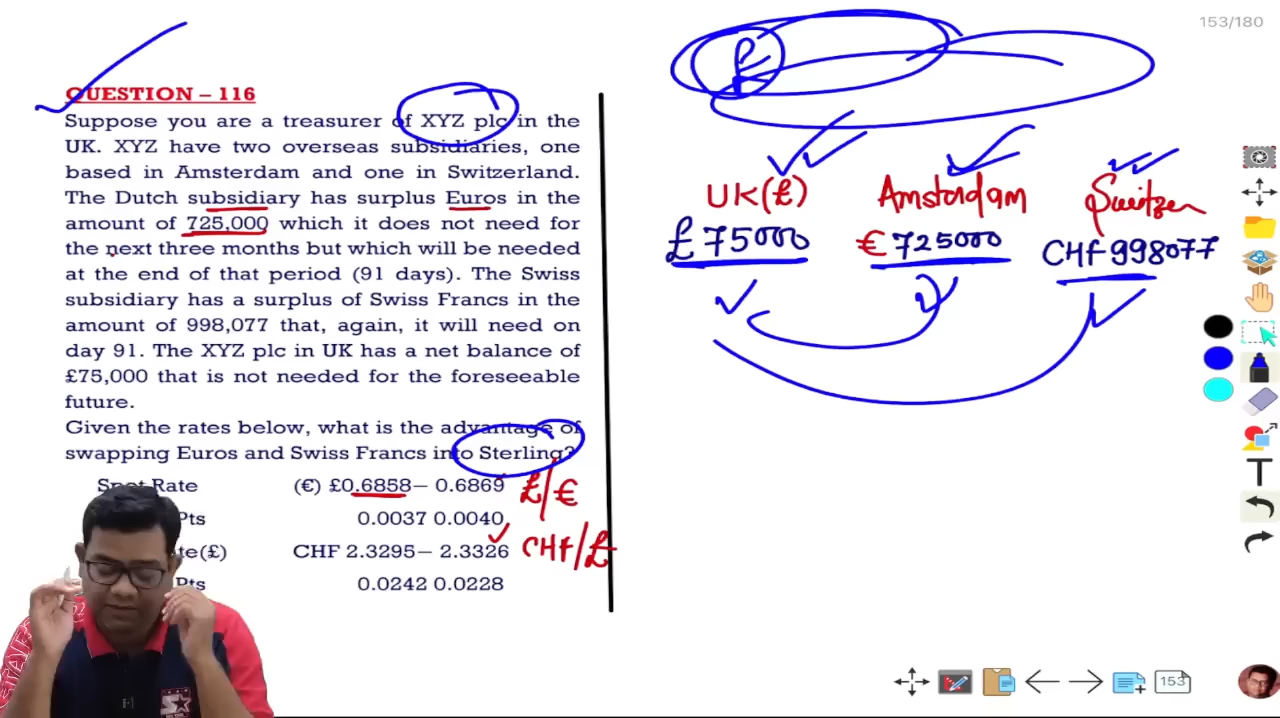 153/180
QUESTION – 116
Suppose you are a treasurer of XYZ plc in the
UK. XYZ have two overseas subsidiaries, one
based in Amsterdam and one in Switzerland.
The Dutch subsidiary has surplus Euros in the
amount of 725,000 which it does not need for
the next three months but which will be needed
at the end of that period (91 days). The Swiss
subsidiary has a surplus of Swiss Francs in the
amount of 998,077 that, again, it will need on
day 91. The XYZ plc in UK has a net balance of
£75,000 that is not needed for the foreseeable
future.
Given the rates below, what is the advantage of
swapping Euros and Swiss Francs into Sterling?
Spot Rate (€) £0.6858– 0.6869 £/€
Pts 0.0037 0.0040
(£) CHF 2.3295– 2.3326 CHF/£
Pts 0.0242 0.0228
£
UK(£) Amsterdam Switzer
£75000 €725000 CHF998077
T
153